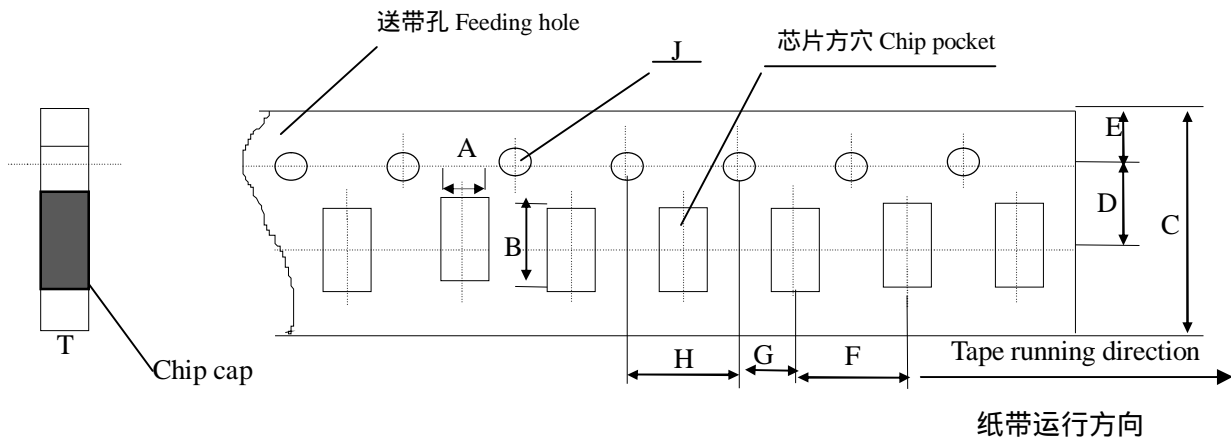 送带孔 Feeding hole
J
芯片方穴 Chip pocket
A
E
D
C
B
T
Chip cap
H
G
F
Tape running direction
纸带运行方向